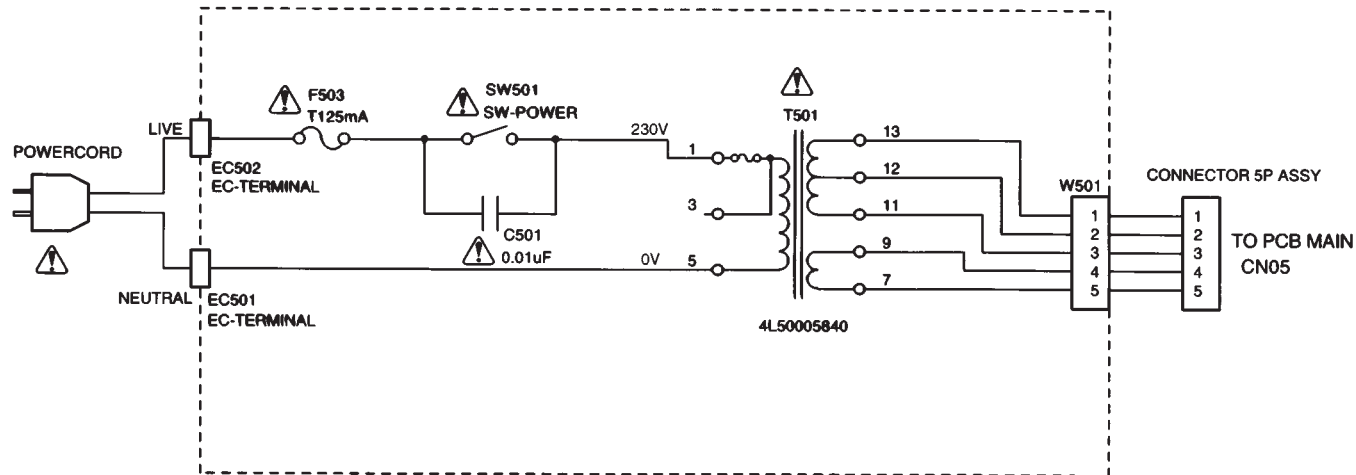 F503
T125mA
SW501
SW-POWER
T501
LIVE
230V
POWERCORD
EC502
EC-TERMINAL
1
3
5
C501
0.01uF
0V
NEUTRAL
EC501
EC-TERMINAL
13
12
11
9
7
4L50005840
W501
1
2
3
4
5
CONNECTOR 5P ASSY
1
2
3
4
5
TO PCB MAIN
CN05